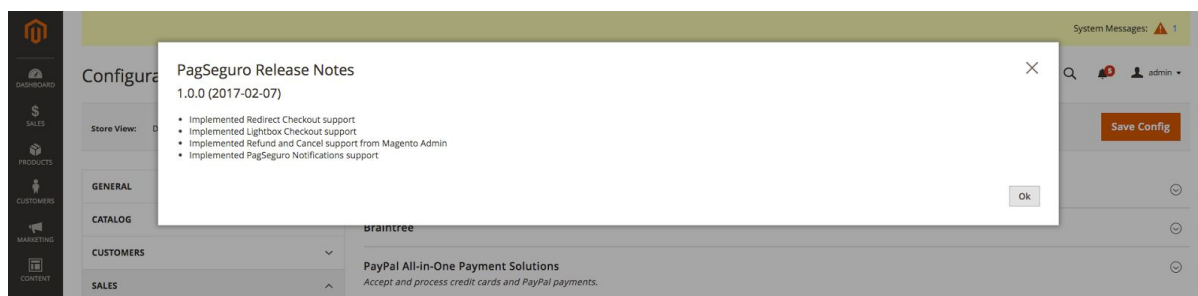 System Messages: 1
Configura
PagSeguro Release Notes
1.0.0 (2017-02-07)
• Implemented Redirect Checkout support
• Implemented Lightbox Checkout support
• Implemented Refund and Cancel support from Magento Admin
• Implemented PagSeguro Notifications support
Ok
admin
Store View: D
Save Config
DASHBOARD
SALES
PRODUCTS
CUSTOMERS
MARKETING
CONTENT
GENERAL
CATALOG
CUSTOMERS
SALES
Braintree
PayPal All-in-One Payment Solutions
Accept and process credit cards and PayPal payments.